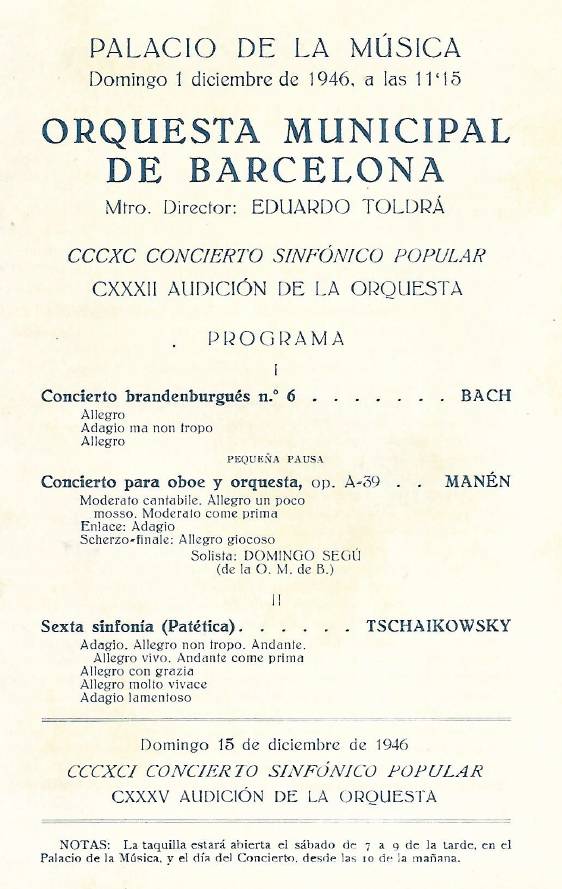 PALACIO DE LA MÚSICA
Domingo 1 diciembre de 1946, a las 11'15
ORQUESTA MUNICIPAL
DE BARCELONA
Mtro. Director: EDUARDO TOLDRÁ
CCCXC CONCIERTO SINFÓNICO POPULAR
CXXXII AUDICIÓN DE LA ORQUESTA
PROGRAMA
I
Concierto brandenburgués n.° 6 . . . . . . . BACH
Allegro
Adagio ma non tropo
Allegro
PEQUEÑA PAUSA
Concierto para oboe y orquesta, op. A-39 . . MANÉN
Moderato cantabile. Allegro un poco
mosso. Moderato come prima
Enlace: Adagio
Scherzo-finale: Allegro giocoso
Solista: DOMINGO SEGÚ
(de la O. M. de B.)
II
Sexta sinfonía (Patética). . . . . . TSCHAIKOWSKY
Adagio. Allegro non tropo. Andante.
Allegro vivo. Andante come prima
Allegro con grazia
Allegro molto vivace
Adagio lamentoso
Domingo 15 de diciembre de 1946
CCCXCI CONCIERTO SINFÓNICO POPULAR
CXXXV AUDICIÓN DE LA ORQUESTA
NOTAS: La taquilla estará abierta el sábado de 7 a 9 de la tarde, en el
Palacio de la Música, y el día del Concierto, desde las 10 de la mañana.